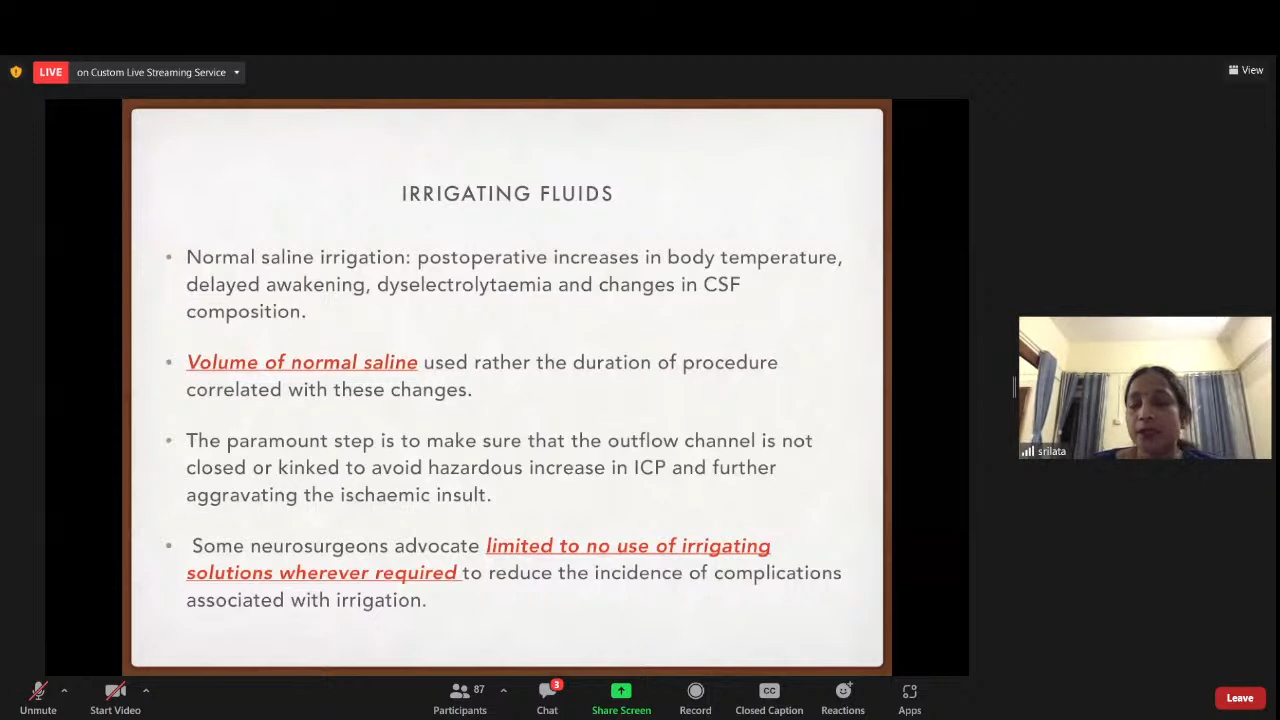 LIVE on Custom Live Streaming Service
View
IRRIGATING FLUIDS
• Normal saline irrigation: postoperative increases in body temperature,
delayed awakening, dyselectrolytaemia and changes in CSF
composition.
• Volume of normal saline used rather the duration of procedure
correlated with these changes.
• The paramount step is to make sure that the outflow channel is not
closed or kinked to avoid hazardous increase in ICP and further
aggravating the ischaemic insult.
• Some neurosurgeons advocate limited to no use of irrigating
solutions wherever required to reduce the incidence of complications
associated with irrigation.
srilata
Unmute
Start Video
87
Participants
3
Chat
Share Screen
Record
CC
Closed Caption
Reactions
Apps
Leave